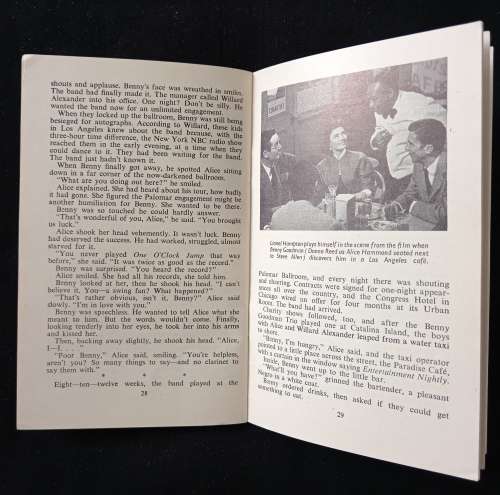 shouts and applause. Benny's face was wreathed in smiles.
The band had finally made it. The manager called Willard
Alexander into his office. One night? Don't be silly. He
wanted the band now for an unlimited engagement.
When they locked up the ballroom, Benny was still being
besieged for autographs. According to Willard, these kids
in Los Angeles knew about the band because, with the
three-hour time difference, the New York NBC radio show
reached them in the early evening, at a time when they
could dance to it. They had been waiting for the band.
The band just hadn't known it.
When Benny finally got away, he spotted Alice sitting
down in a far corner of the now-darkened ballroom.
"What are you doing out here?" he smiled.
Alice explained. She had heard about his tour, how badly
it had gone. She figured the Palomar engagement might be
another humiliation for Benny. She wanted to be there.
Benny was so touched he could hardly answer.
"That's wonderful of you, Alice," he said. "You brought
us luck."
Alice shook her head vehemently. It wasn't luck. Benny
had deserved the success. He had worked, struggled, almost
starved for it.
"You never played One O'Clock Jump that way
before," she said. "It was twice as good as the record."
Benny was surprised. "You heard the record?"
Alice said she had all his records, she told him.
Benny looked at her, then he shook his head. "I can't
believe it. You—a swing fan? What happened?"
"That's rather obvious, isn't it, Benny?" Alice said
dowly. "I'm in love with you."
Benny was speechless. He wanted to tell Alice what she
meant to him. But the words wouldn't come. Finally,
looking tenderly into her eyes, he took her into his arms
and kissed her.
Then, backing away slightly, he shook his head. "Alice,
I—I . . ."
"Poor Benny," Alice said, smiling. "You're helpless,
aren't you? So many things to say—and no clarinet to
say them with."
* * *
Eight—ten—twelve weeks, the band played at the
28
Lionel Hampton plays himself in the scene from the film when
Benny Goodman / Donna Reed as Alice Hammond seated next
to Steve Allen / discovers him in a Los Angeles café.
Palomar Ballroom, and every night there was shouting
and cheering. Contracts were signed for one-night appear-
ances all over the country, and the Congress Hotel in
Chicago wired an offer for four months at its Urban
Room. The band had arrived.
Clarity shows followed, too, and after the Benny
Goodman Trio played one at Catalina Island, the boys
with Alice and Willard Alexander leaped from a water taxi
to shore.
"Benny, I'm hungry," Alice said, and the taxi operator
pointed to a little place across the street, the Paradise Café,
with a curtain in the window saying Entertainment Nightly.
Inside, Benny went up to the little bar.
"What'll you have?" grinned the bartender, a pleasant
Negro in a white coat.
Benny ordered drinks, then asked if they could get
something to eat.
29